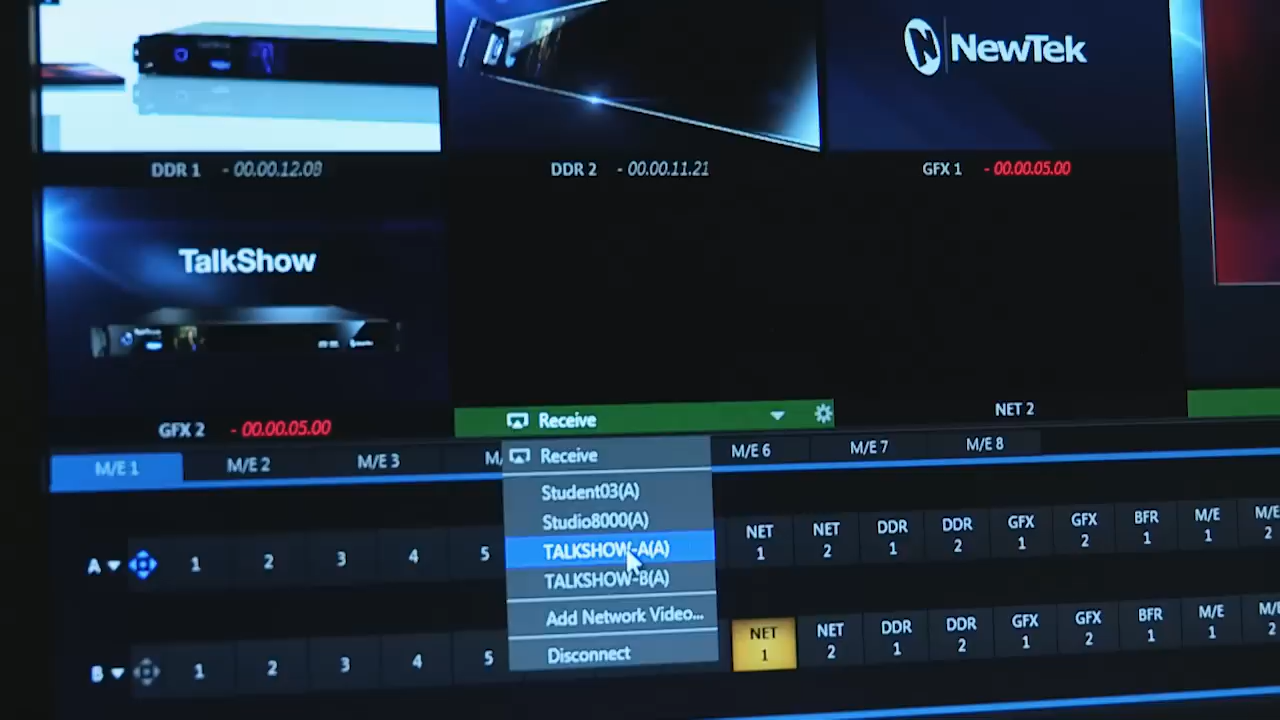 NewTek
DDR 1 - 00.00.12.08
DDR 2 - 00.00.11.21
GFX 1 - 00.00.05.00
TalkShow
GFX 2 - 00.00.05.00
Receive
NET 2
M/E 1 M/E 2 M/E 3 M/ M/E 6 M/E 7 M/E 8
Receive
Student03(A)
Studio8000(A)
TALKSHOW-A(A)
TALKSHOW-B(A)
Add Network Video...
Disconnect
A 1 2 3 4 5 NET 1 NET 2 DDR 1 DDR 2 GFX 1 GFX 2 BFR 1 M/E 1 M/E 2
B 1 2 3 4 5 NET 1 NET 2 DDR 1 DDR 2 GFX 1 GFX 2 BFR 1 M/E 1 M/E 2